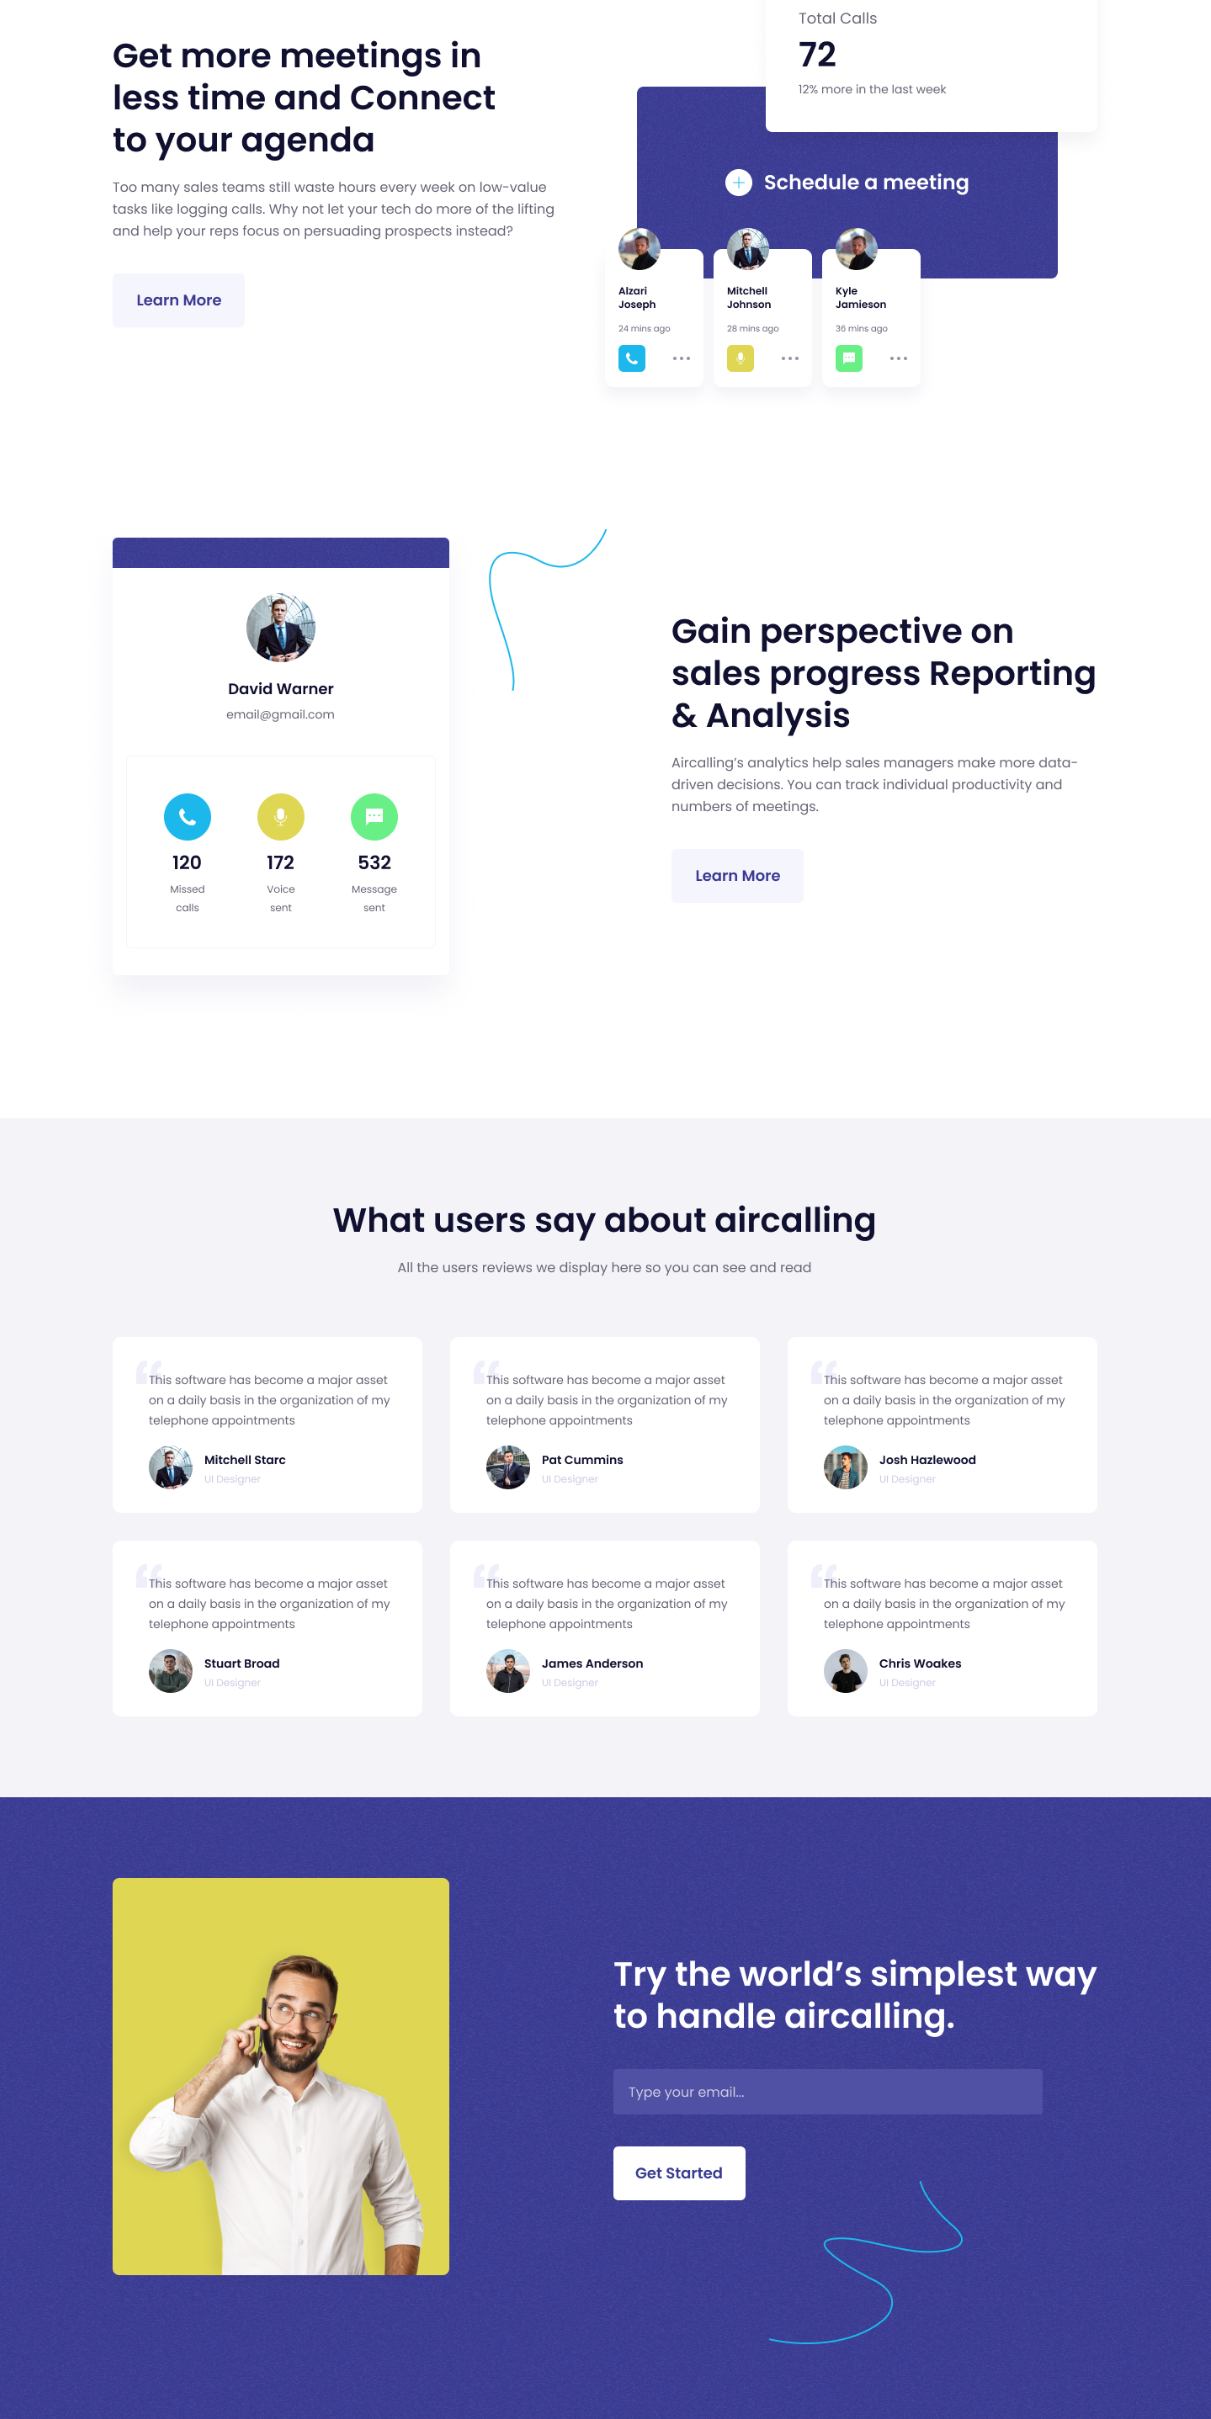 Get more meetings in
less time and Connect
to your agenda
Too many sales teams still waste hours every week on low-value
tasks like logging calls. Why not let your tech do more of the lifting
and help your reps focus on persuading prospects instead?
Learn More
Total Calls
72
12% more in the last week
Schedule a meeting
Alzari
Joseph
24 mins ago
Mitchell
Johnson
28 mins ago
Kyle
Jamieson
36 mins ago
David Warner
email@gmail.com
120
Missed
calls
172
Voice
sent
532
Message
sent
Gain perspective on
sales progress Reporting
& Analysis
Aircalling’s analytics help sales managers make more data-
driven decisions. You can track individual productivity and
numbers of meetings.
Learn More
What users say about aircalling
All the users reviews we display here so you can see and read
This software has become a major asset
on a daily basis in the organization of my
telephone appointments
Mitchell Starc
UI Designer
This software has become a major asset
on a daily basis in the organization of my
telephone appointments
Pat Cummins
UI Designer
This software has become a major asset
on a daily basis in the organization of my
telephone appointments
Josh Hazlewood
UI Designer
This software has become a major asset
on a daily basis in the organization of my
telephone appointments
Stuart Broad
UI Designer
This software has become a major asset
on a daily basis in the organization of my
telephone appointments
James Anderson
UI Designer
This software has become a major asset
on a daily basis in the organization of my
telephone appointments
Chris Woakes
UI Designer
Try the world’s simplest way
to handle aircalling.
Type your email...
Get Started